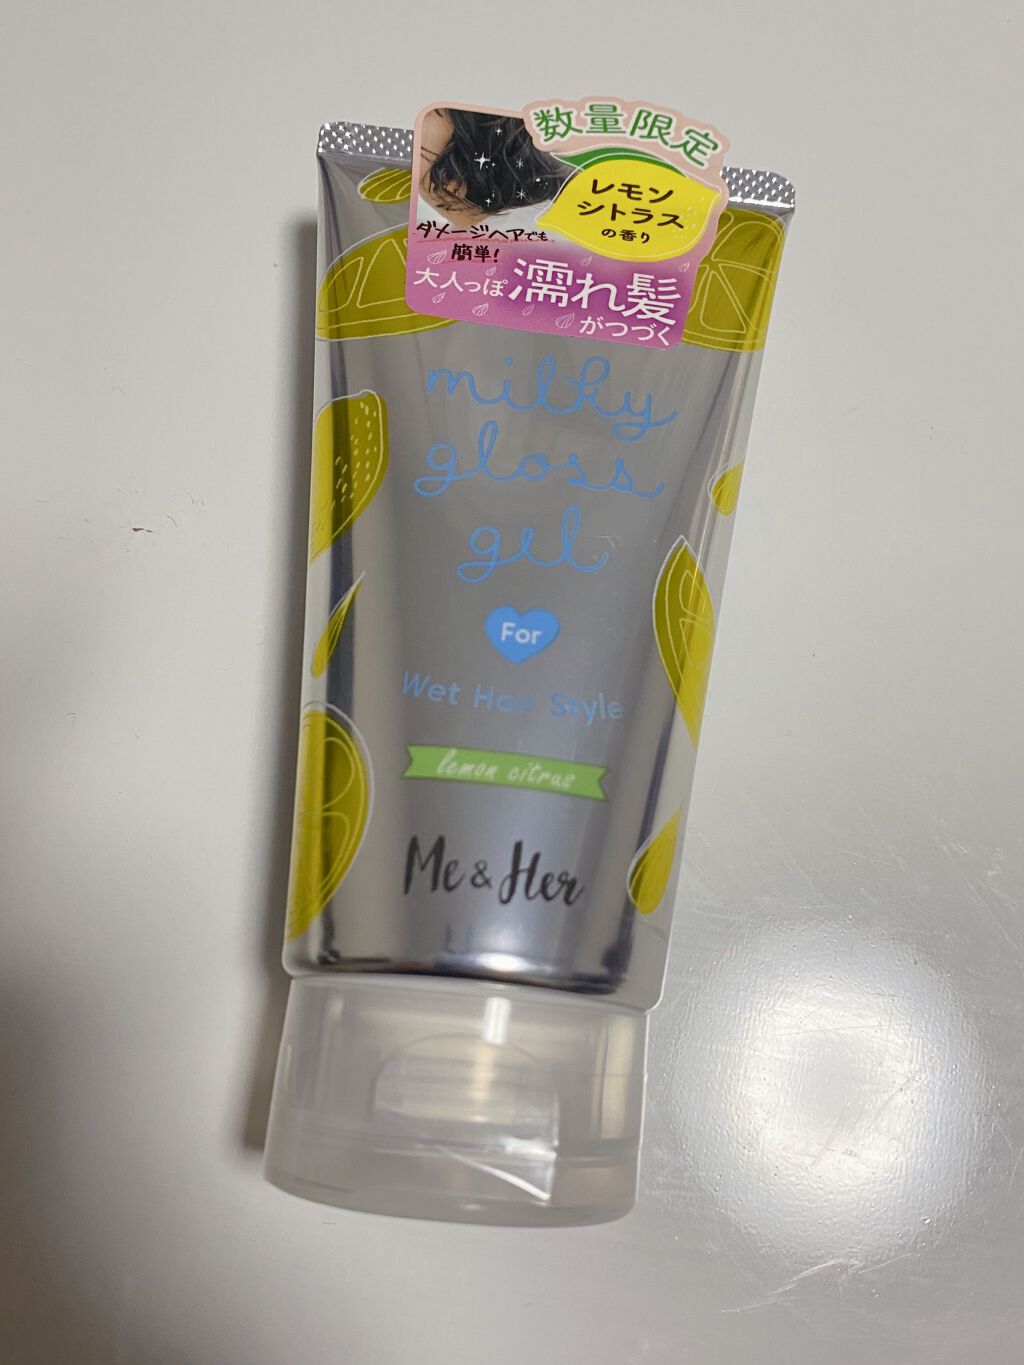 数量限定
レモン
シトラス
の香り
ダメージヘアでも
簡単!
大人っぽ濡れ髪
がつづく
milky
gloss
gel
For
Wet Hair Style
lemon citrus
Me & Her